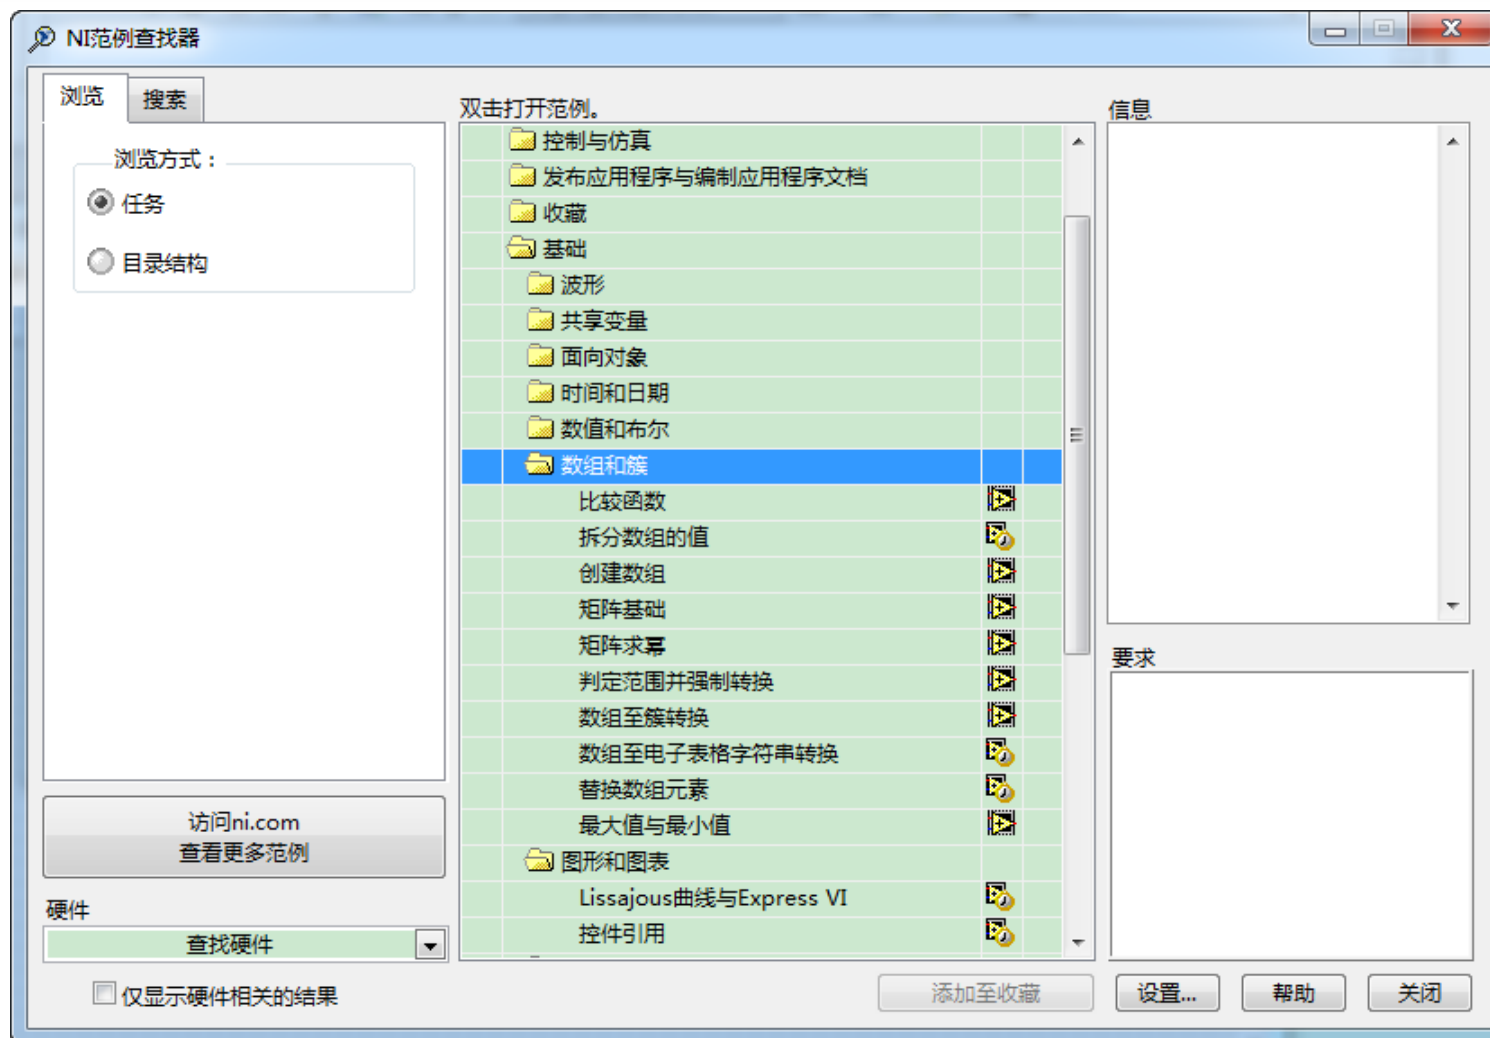 NI范例查找器
浏览
搜索
浏览方式：
任务
目录结构
访问ni.com
查看更多范例
硬件
查找硬件
仅显示硬件相关的结果
双击打开范例。
控制与仿真
发布应用程序与编制应用程序文档
收藏
基础
波形
共享变量
面向对象
时间和日期
数值和布尔
数组和簇
比较函数
拆分数组的值
创建数组
矩阵基础
矩阵求幂
判定范围并强制转换
数组至簇转换
数组至电子表格字符串转换
替换数组元素
最大值与最小值
图形和图表
Lissajous曲线与Express VI
控件引用
信息
要求
添加至收藏
设置...
帮助
关闭